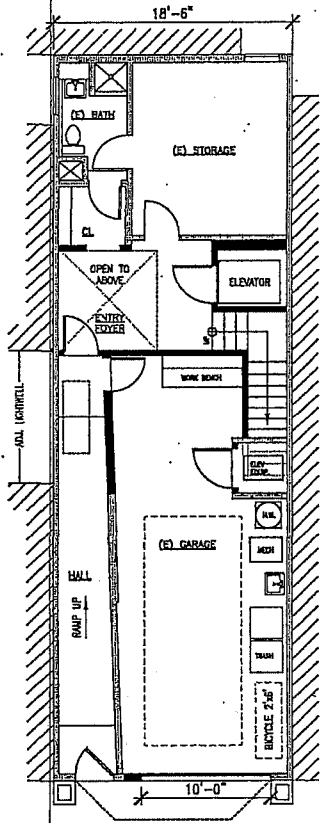 18'-6"
(E) BATH
(E) STORAGE
CL
OPEN TO
ABOVE
ENTRY
FOYER
ELEVATOR
WORK BENCH
ADJ. LIGHTWELL
ELEV
EQUIP
H.W.
(E) GARAGE
MECH
HALL
RAMP UP
TRASH
BICYCLE 2'x6'
10'-0"